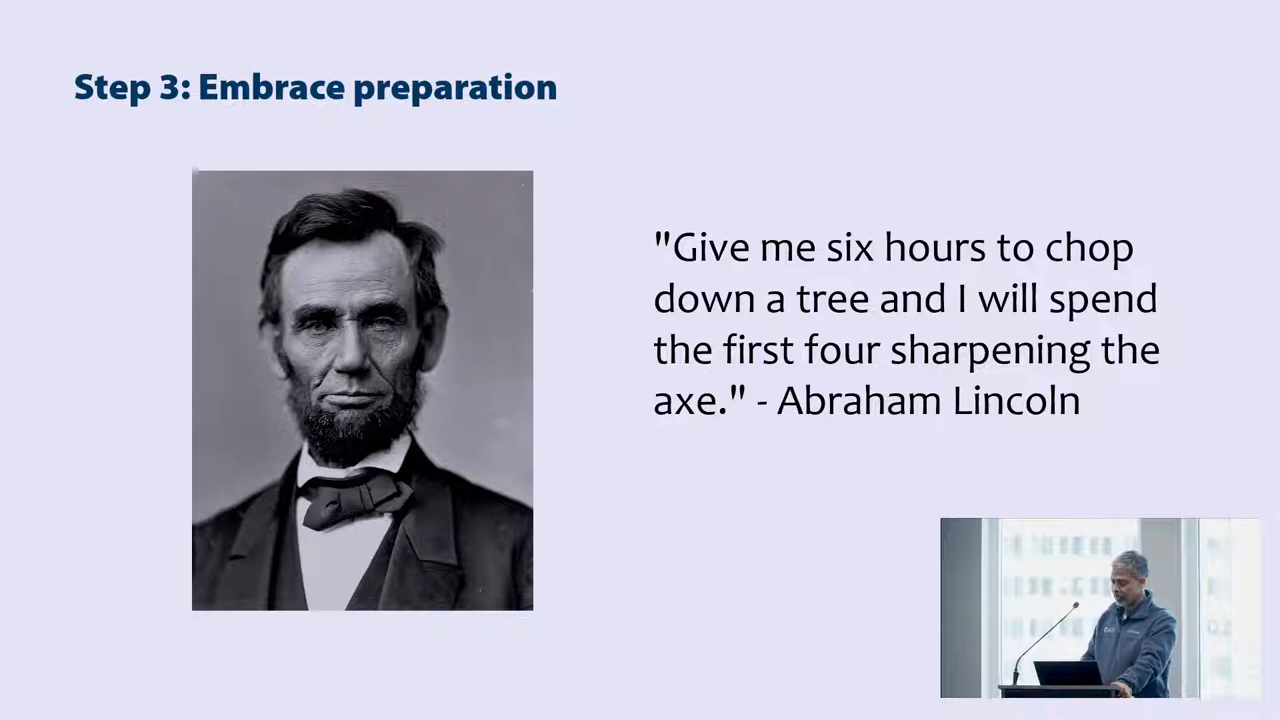 Step 3: Embrace preparation
"Give me six hours to chop
down a tree and I will spend
the first four sharpening the
axe." - Abraham Lincoln